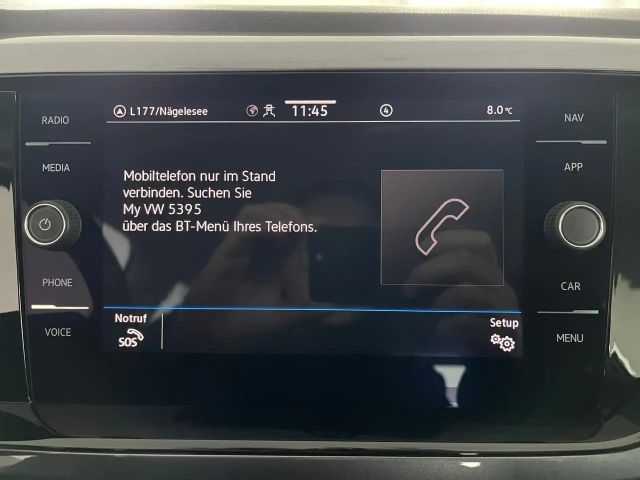 RADIO
MEDIA
PHONE
VOICE
L177/Nägelesee
11:45
4
8.0°C
Mobiltelefon nur im Stand
verbinden. Suchen Sie
My VW 5395
über das BT-Menü Ihres Telefons.
Notruf
SOS
Setup
NAV
APP
CAR
MENU